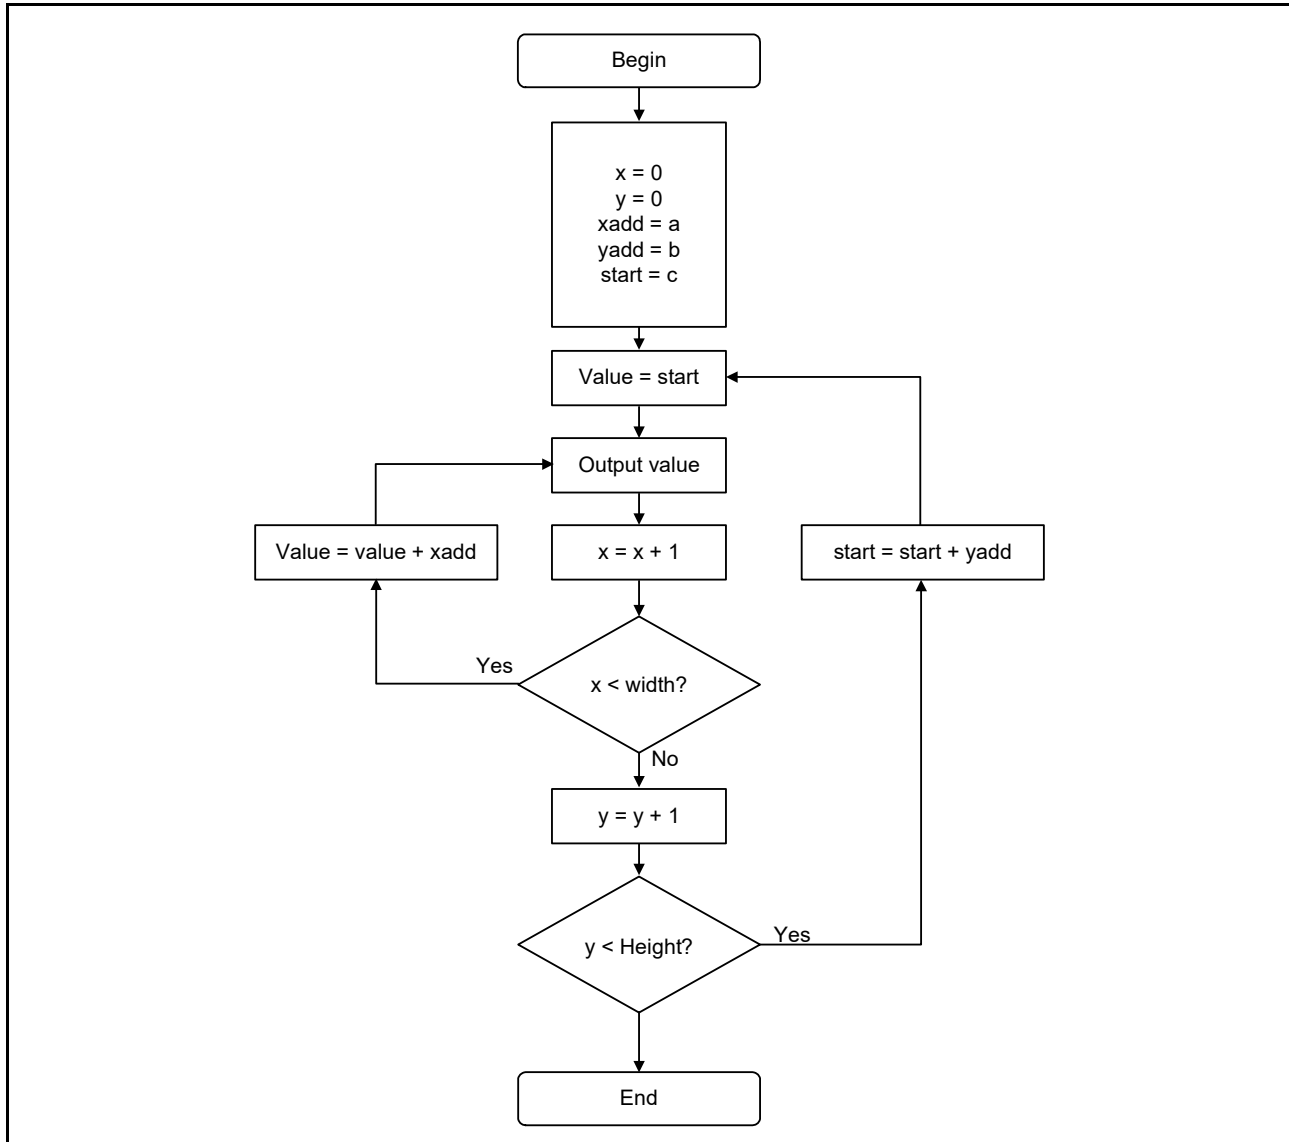 Begin
x = 0
y = 0
xadd = a
yadd = b
start = c
Value = start
Output value
Value = value + xadd
x = x + 1
start = start + yadd
Yes
x < width?
No
y = y + 1
y < Height?
Yes
End